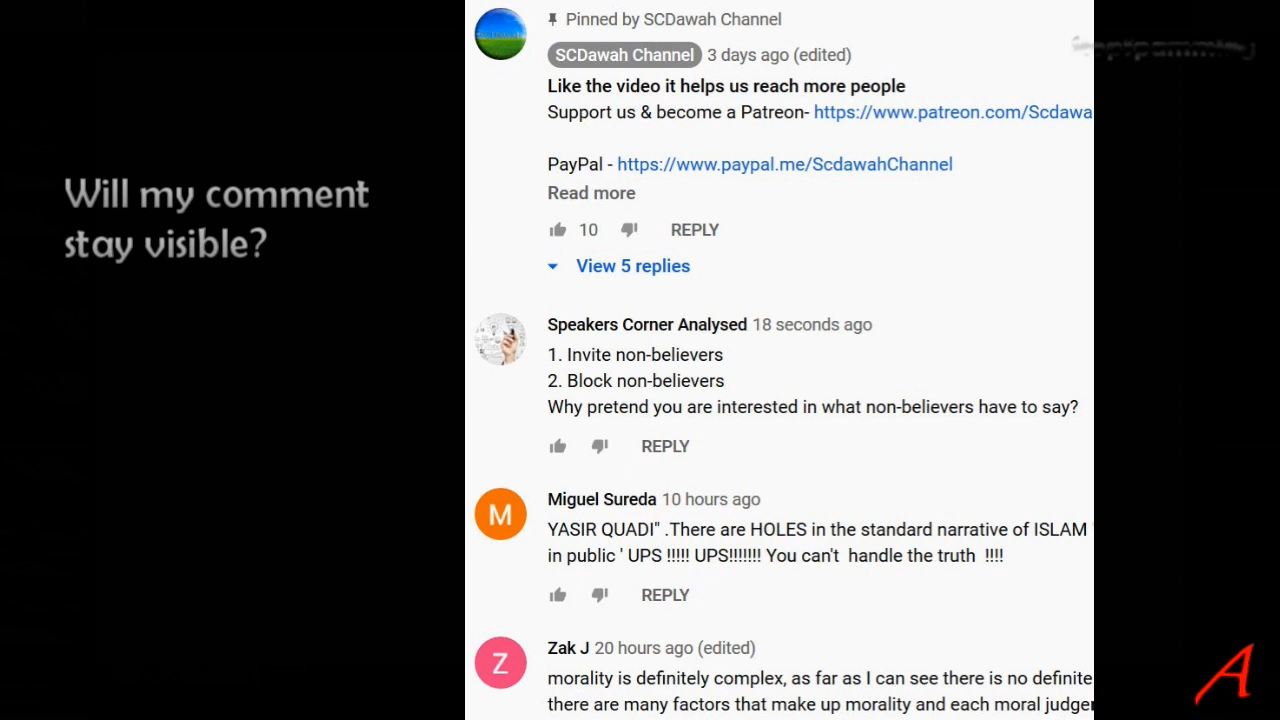 Will my comment
stay visible?
Pinned by SCDawah Channel
SCDawah Channel 3 days ago (edited)
Like the video it helps us reach more people
Support us & become a Patreon- https://www.patreon.com/Scdawa
PayPal - https://www.paypal.me/ScdawahChannel
Read more
10 REPLY
View 5 replies
Speakers Corner Analysed 18 seconds ago
1. Invite non-believers
2. Block non-believers
Why pretend you are interested in what non-believers have to say?
REPLY
M
Miguel Sureda 10 hours ago
YASIR QUADI" .There are HOLES in the standard narrative of ISLAM '
in public ' UPS !!!!! UPS!!!!!!! You can't handle the truth !!!!
REPLY
Z
Zak J 20 hours ago (edited)
morality is definitely complex, as far as I can see there is no definite
there are many factors that make up morality and each moral judger
A